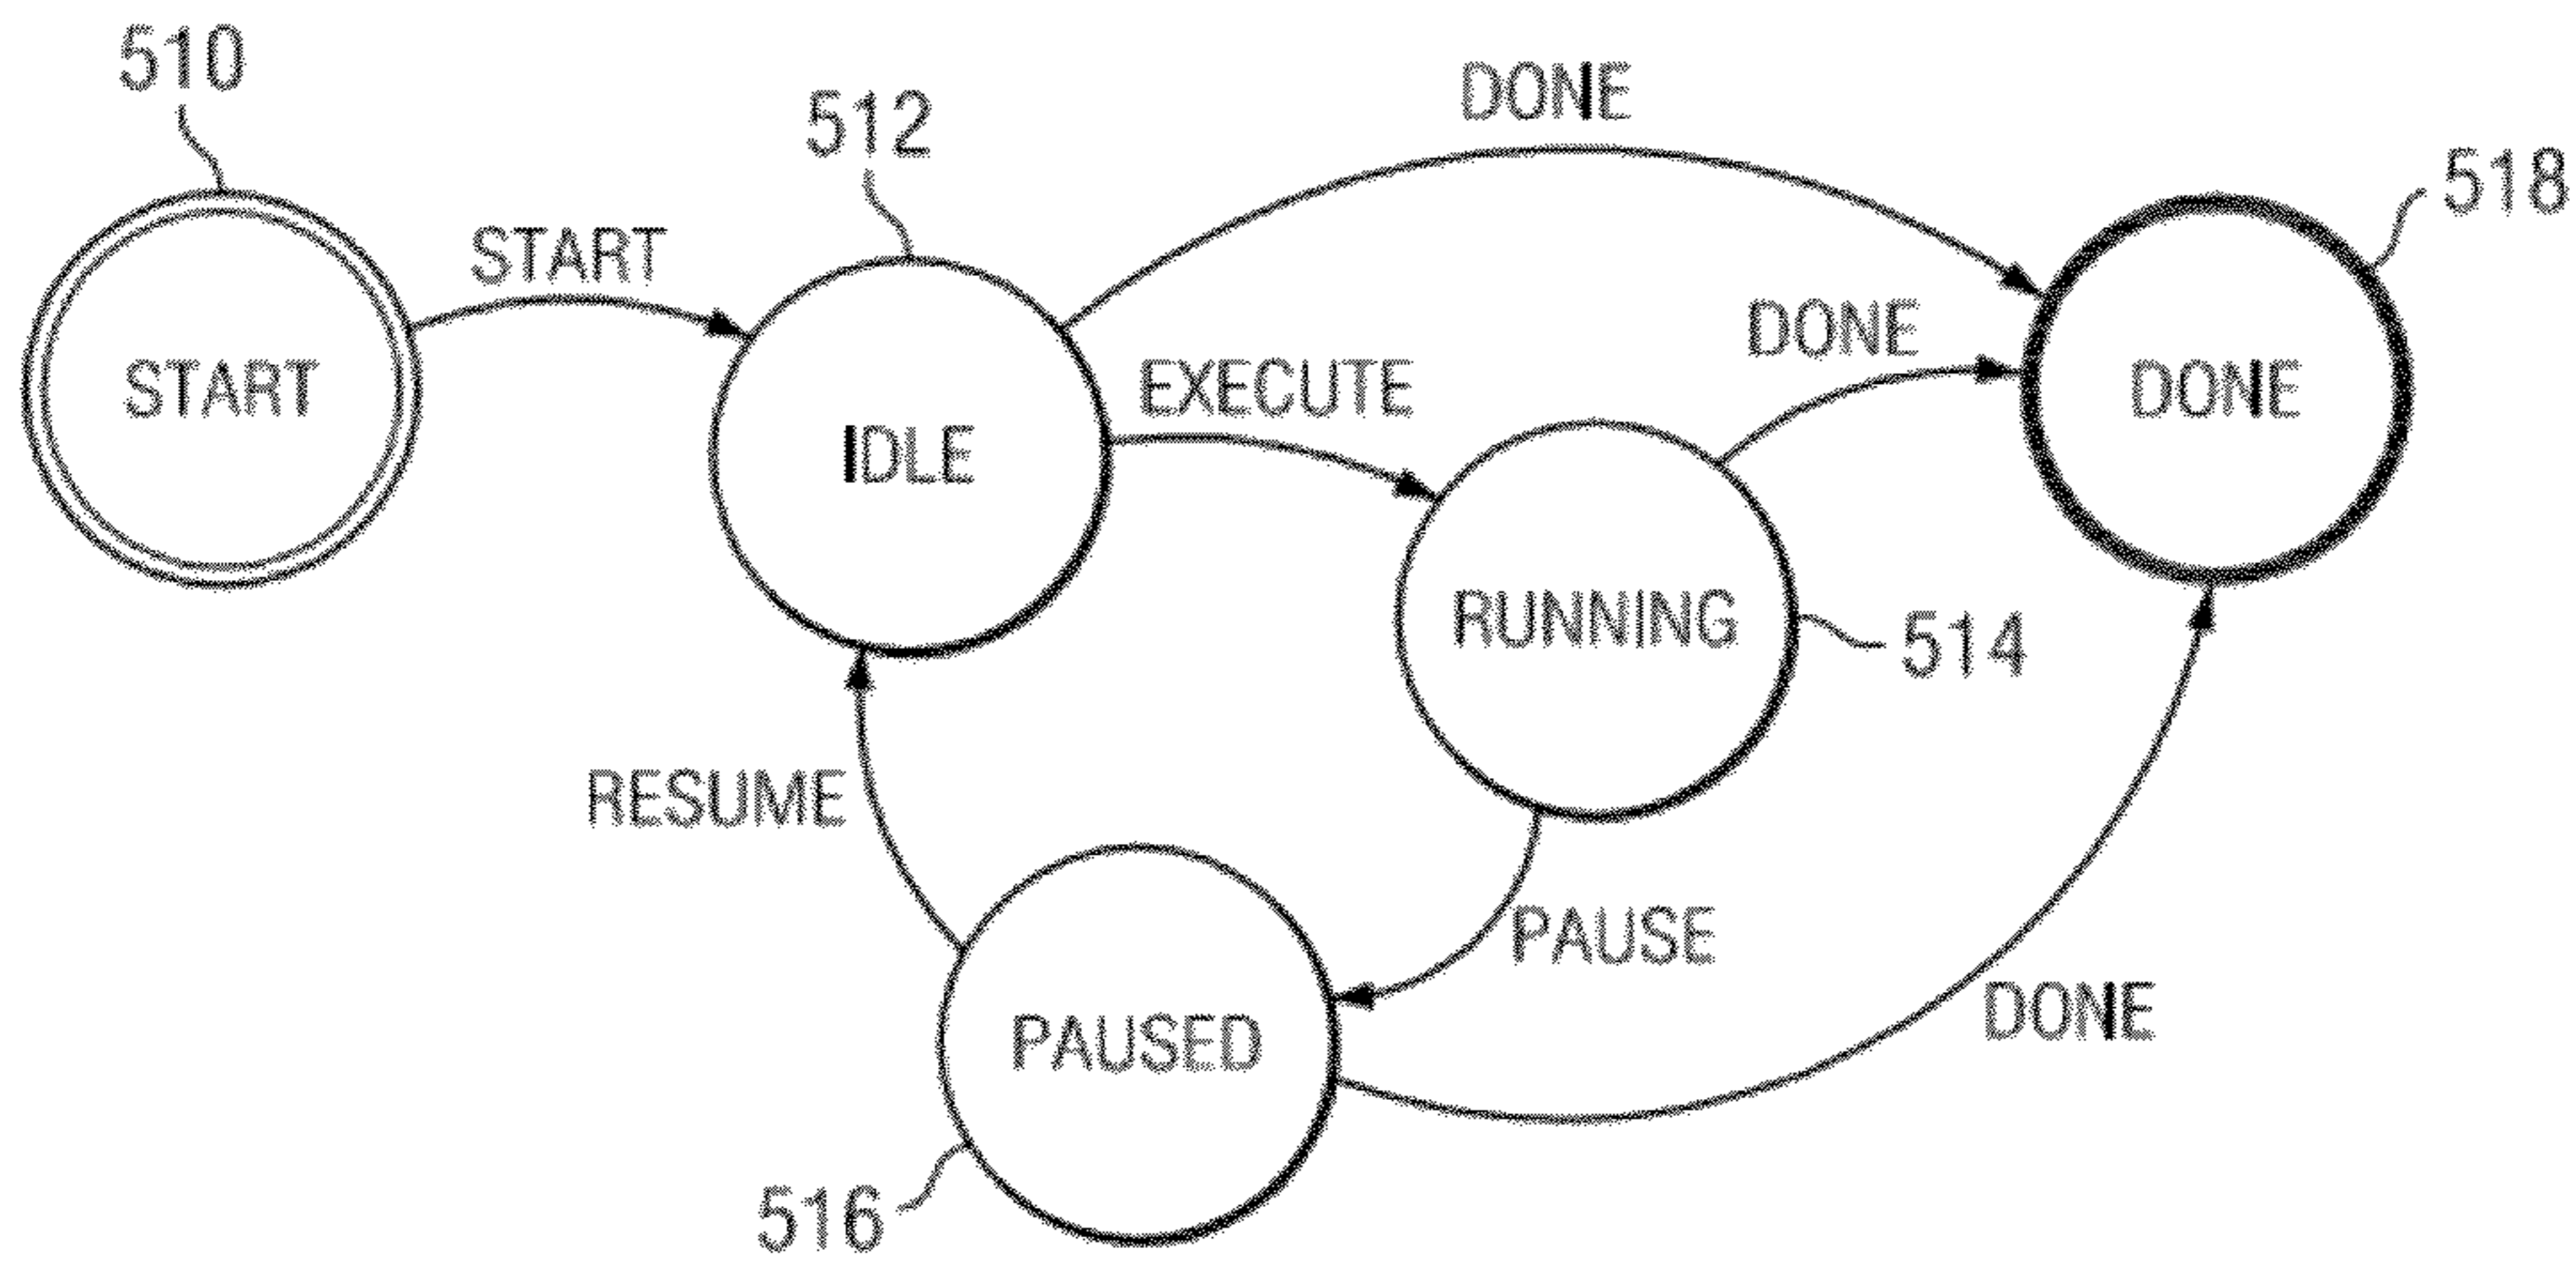 510
512
DONE
518
START
DONE
START
EXECUTE
DONE
IDLE
RUNNING
514
RESUME
PAUSE
PAUSED
DONE
516